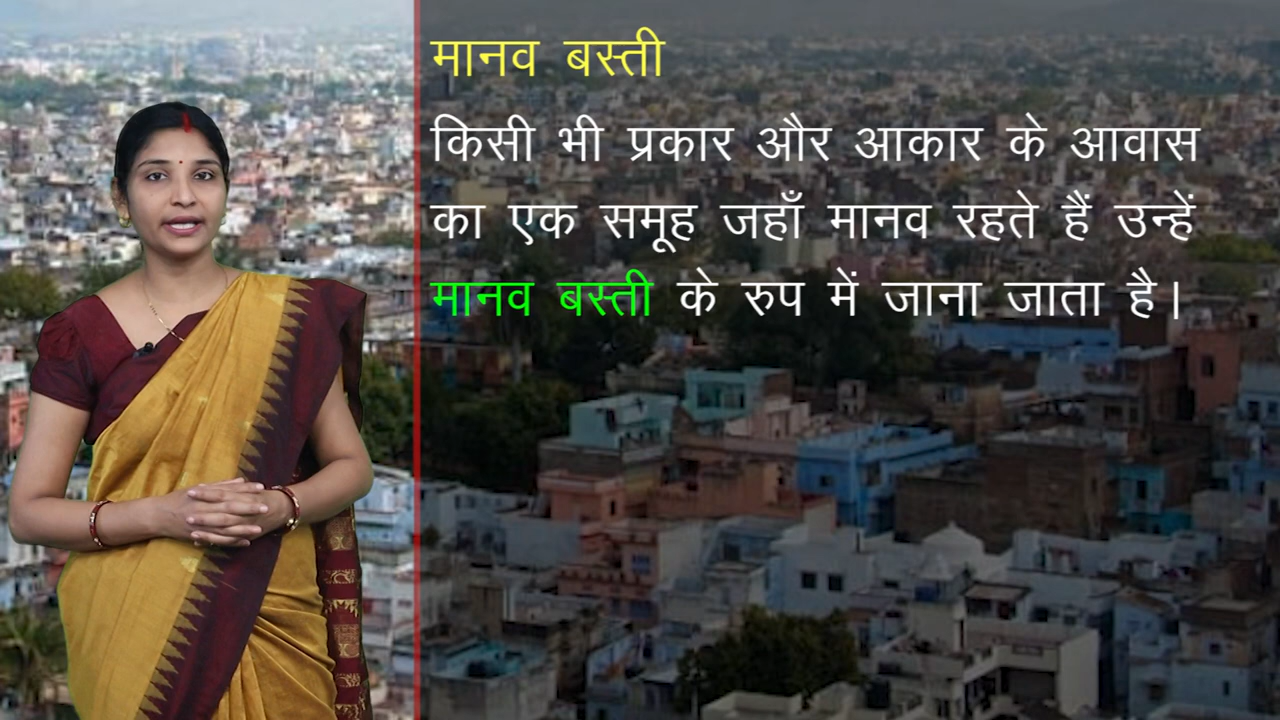 मानव बस्ती
किसी भी प्रकार और आकार के आवास
का एक समूह जहाँ मानव रहते हैं उन्हें
मानव बस्ती के रुप में जाना जाता है।